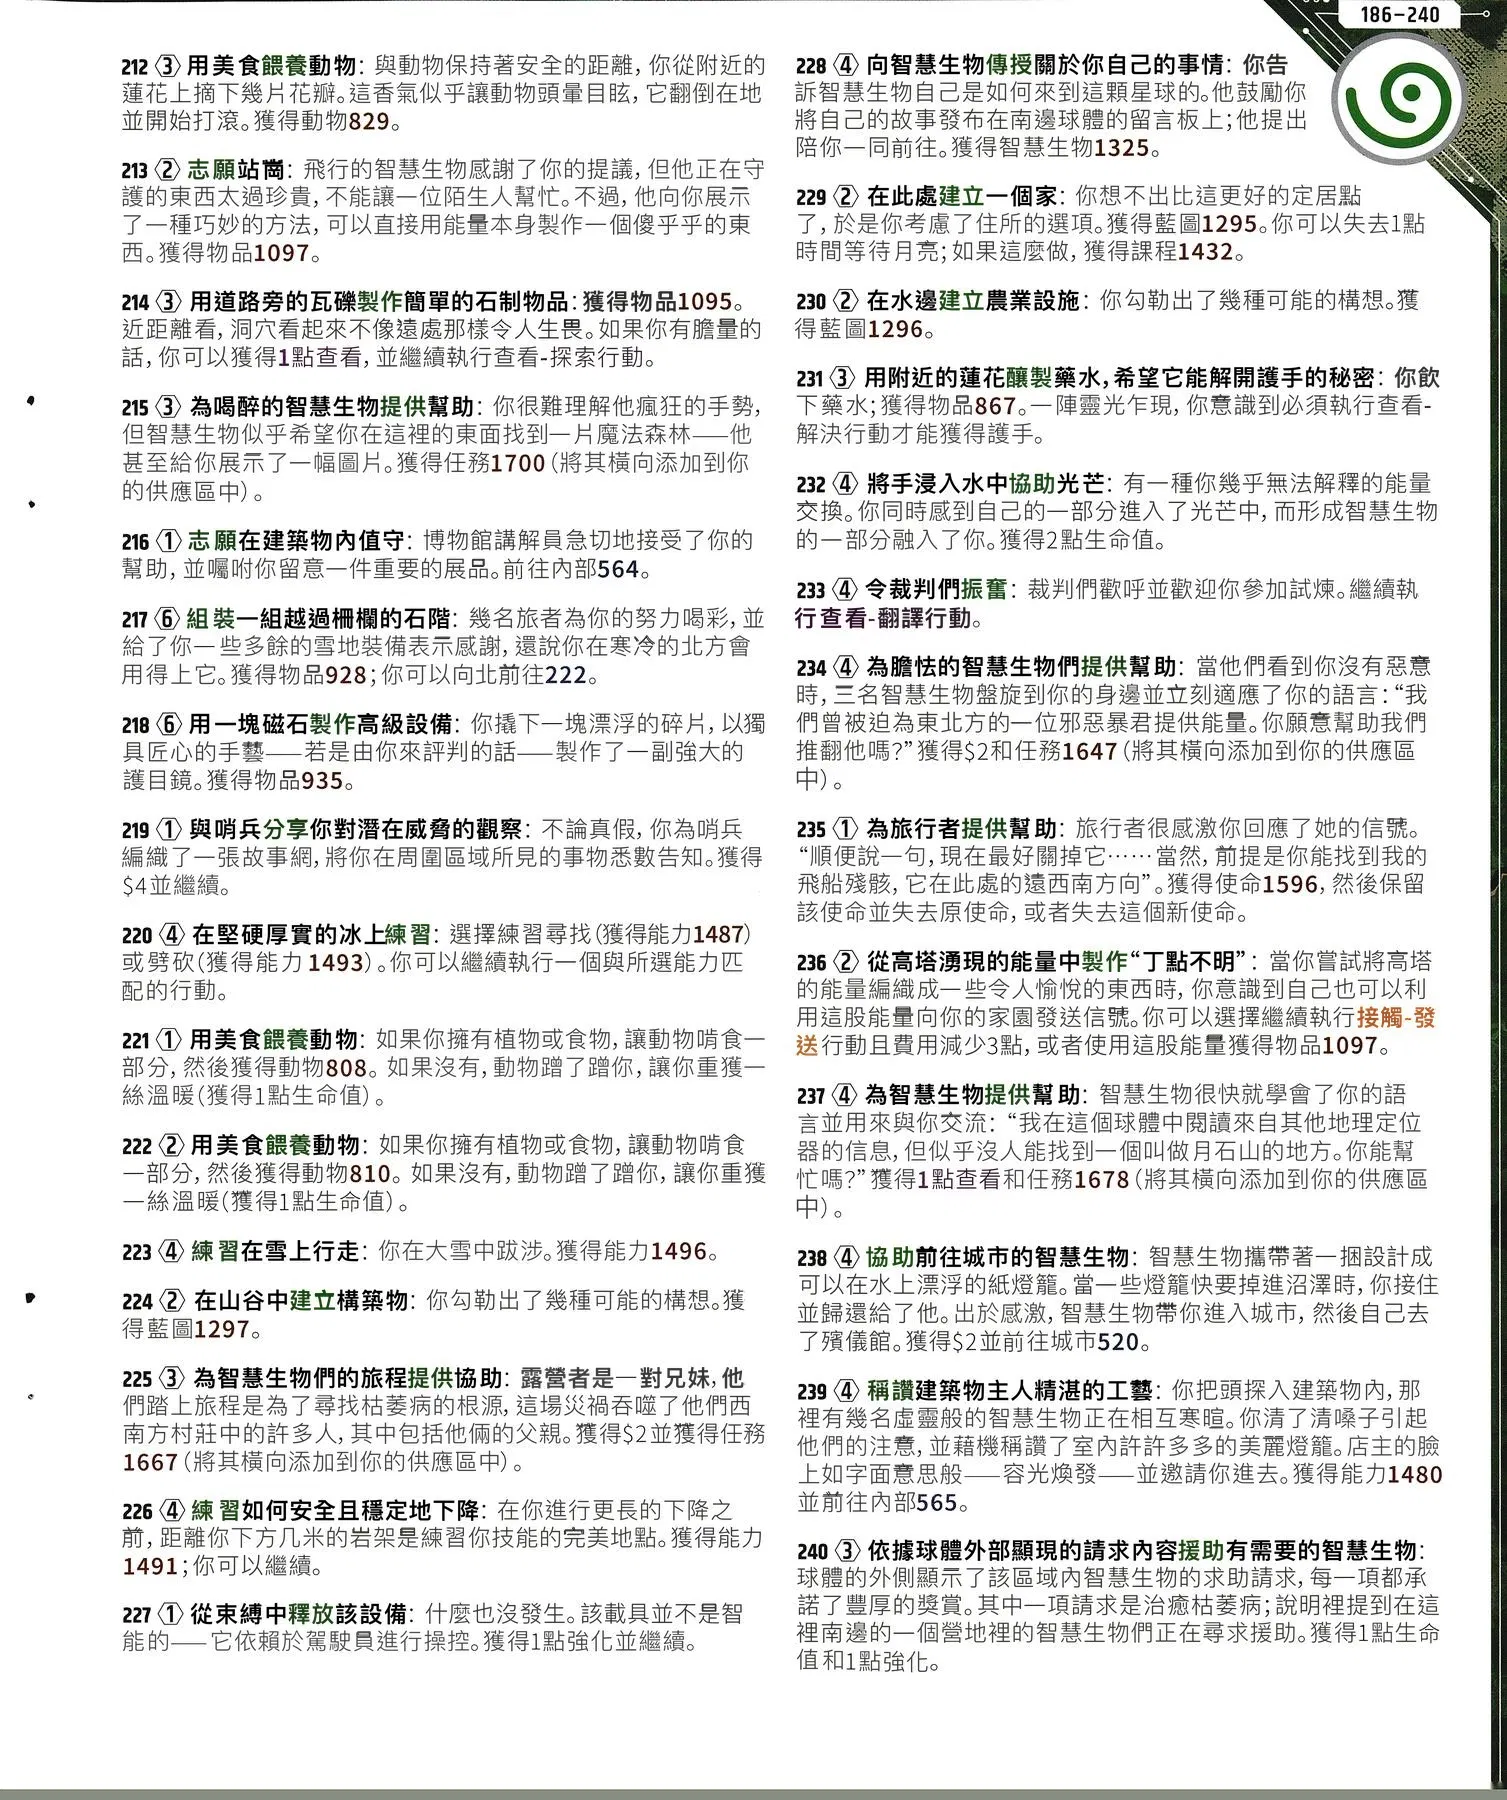 186–240
212 ③ 用美食餵養動物：與動物保持著安全的距離，你從附近的
蓮花上摘下幾片花瓣。這香氣似乎讓動物頭暈目眩，它翻倒在地
並開始打滾。獲得動物829。
213 ② 志願站崗：飛行的智慧生物感謝了你的提議，但他正在守
護的東西太過珍貴，不能讓一位陌生人幫忙。不過，他向你展示
了一種巧妙的方法，可以直接用能量本身製作一個傻乎乎的東
西。獲得物品1097。
214 ③ 用道路旁的瓦礫製作簡單的石制物品：獲得物品1095。
近距離看，洞穴看起來不像遠處那樣令人生畏。如果你有膽量的
話，你可以獲得1點查看，並繼續執行查看-探索行動。
215 ③ 為喝醉的智慧生物提供幫助：你很難理解他瘋狂的手勢，
但智慧生物似乎希望你在這裡的東面找到一片魔法森林——他
甚至給你展示了一幅圖片。獲得任務1700（將其橫向添加到你
的供應區中）。
216 ① 志願在建築物內值守：博物館講解員急切地接受了你的
幫助，並囑咐你留意一件重要的展品。前往內部564。
217 ⑥ 組裝一組越過柵欄的石階：幾名旅者為你的努力喝彩，並
給了你一些多餘的雪地裝備表示感謝，還說你在寒冷的北方會
用得上它。獲得物品928；你可以向北前往222。
218 ⑥ 用一塊磁石製作高級設備：你撬下一塊漂浮的碎片，以獨
具匠心的手藝——若是由你來評判的話——製作了一副強大的
護目鏡。獲得物品935。
219 ① 與哨兵分享你對潛在威脅的觀察：不論真假，你為哨兵
編織了一張故事網，將你在周圍區域所見的事物悉數告知。獲得
$4並繼續。
220 ④ 在堅硬厚實的冰上練習：選擇練習尋找（獲得能力1487）
或劈砍（獲得能力1493）。你可以繼續執行一個與所選能力匹
配的行動。
221 ① 用美食餵養動物：如果你擁有植物或食物，讓動物啃食一
部分，然後獲得動物808。如果沒有，動物蹭了蹭你，讓你重獲一
絲溫暖（獲得1點生命值）。
222 ② 用美食餵養動物：如果你擁有植物或食物，讓動物啃食
一部分，然後獲得動物810。如果沒有，動物蹭了蹭你，讓你重獲
一絲溫暖（獲得1點生命值）。
223 ④ 練習在雪上行走：你在大雪中跋涉。獲得能力1496。
224 ② 在山谷中建立構築物：你勾勒出了幾種可能的構想。獲
得藍圖1297。
225 ③ 為智慧生物們的旅程提供協助：露營者是一對兄妹，他
們踏上旅程是為了尋找枯萎病的根源，這場災禍吞噬了他們西
南方村莊中的許多人，其中包括他倆的父親。獲得$2並獲得任務
1667（將其橫向添加到你的供應區中）。
226 ④ 練習如何安全且穩定地下降：在你進行更長的下降之
前，距離你下方几米的岩架是練習你技能的完美地點。獲得能力
1491；你可以繼續。
227 ① 從束縛中釋放該設備：什麼也沒發生。該載具並不是智
能的——它依賴於駕駛員進行操控。獲得1點強化並繼續。
228 ④ 向智慧生物傳授關於你自己的事情：你告
訴智慧生物自己是如何來到這顆星球的。他鼓勵你
將自己的故事發布在南邊球體的留言板上；他提出
陪你一同前往。獲得智慧生物1325。
229 ② 在此處建立一個家：你想不出比這更好的定居點
了，於是你考慮了住所的選項。獲得藍圖1295。你可以失去1點
時間等待月亮；如果這麼做，獲得課程1432。
230 ② 在水邊建立農業設施：你勾勒出了幾種可能的構想。獲
得藍圖1296。
231 ③ 用附近的蓮花釀製藥水，希望它能解開護手的秘密：你飲
下藥水；獲得物品867。一陣靈光乍現，你意識到必須執行查看-
解決行動才能獲得護手。
232 ④ 將手浸入水中協助光芒：有一種你幾乎無法解釋的能量
交換。你同時感到自己的一部分進入了光芒中，而形成智慧生物
的一部分融入了你。獲得2點生命值。
233 ④ 令裁判們振奮：裁判們歡呼並歡迎你參加試煉。繼續執
行查看-翻譯行動。
234 ④ 為膽怯的智慧生物們提供幫助：當他們看到你沒有惡意
時，三名智慧生物盤旋到你的身邊並立刻適應了你的語言：“我
們曾被迫為東北方的一位邪惡暴君提供能量。你願意幫助我們
推翻他嗎？”獲得$2和任務1647（將其橫向添加到你的供應區
中）。
235 ① 為旅行者提供幫助：旅行者很感激你回應了她的信號。
“順便說一句，現在最好關掉它……當然，前提是你能找到我的
飛船殘骸，它在此處的遠西南方向”。獲得使命1596，然後保留
該使命並失去原使命，或者失去這個新使命。
236 ② 從高塔湧現的能量中製作“丁點不明”：當你嘗試將高塔
的能量編織成一些令人愉悅的東西時，你意識到自己也可以利
用這股能量向你的家園發送信號。你可以選擇繼續執行接觸-發
送行動且費用減少3點，或者使用這股能量獲得物品1097。
237 ④ 為智慧生物提供幫助：智慧生物很快就學會了你的語
言並用來與你交流：“我在這個球體中閱讀來自其他地理定位
器的信息，但似乎沒人能找到一個叫做月石山的地方。你能幫
忙嗎？”獲得1點查看和任務1678（將其橫向添加到你的供應區
中）。
238 ④ 協助前往城市的智慧生物：智慧生物攜帶著一捆設計成
可以在水上漂浮的紙燈籠。當一些燈籠快要掉進沼澤時，你接住
並歸還給了他。出於感激，智慧生物帶你進入城市，然後自己去
了殯儀館。獲得$2並前往城市520。
239 ④ 稱讚建築物主人精湛的工藝：你把頭探入建築物內，那
裡有幾名虛靈般的智慧生物正在相互寒暄。你清了清嗓子引起
他們的注意，並藉機稱讚了室內許許多多的美麗燈籠。店主的臉
上如字面意思般——容光煥發——並邀請你進去。獲得能力1480
並前往內部565。
240 ③ 依據球體外部顯現的請求內容援助有需要的智慧生物：
球體的外側顯示了該區域內智慧生物的求助請求，每一項都承
諾了豐厚的獎賞。其中一項請求是治癒枯萎病；說明裡提到在這
裡南邊的一個營地裡的智慧生物們正在尋求援助。獲得1點生命
值和1點強化。